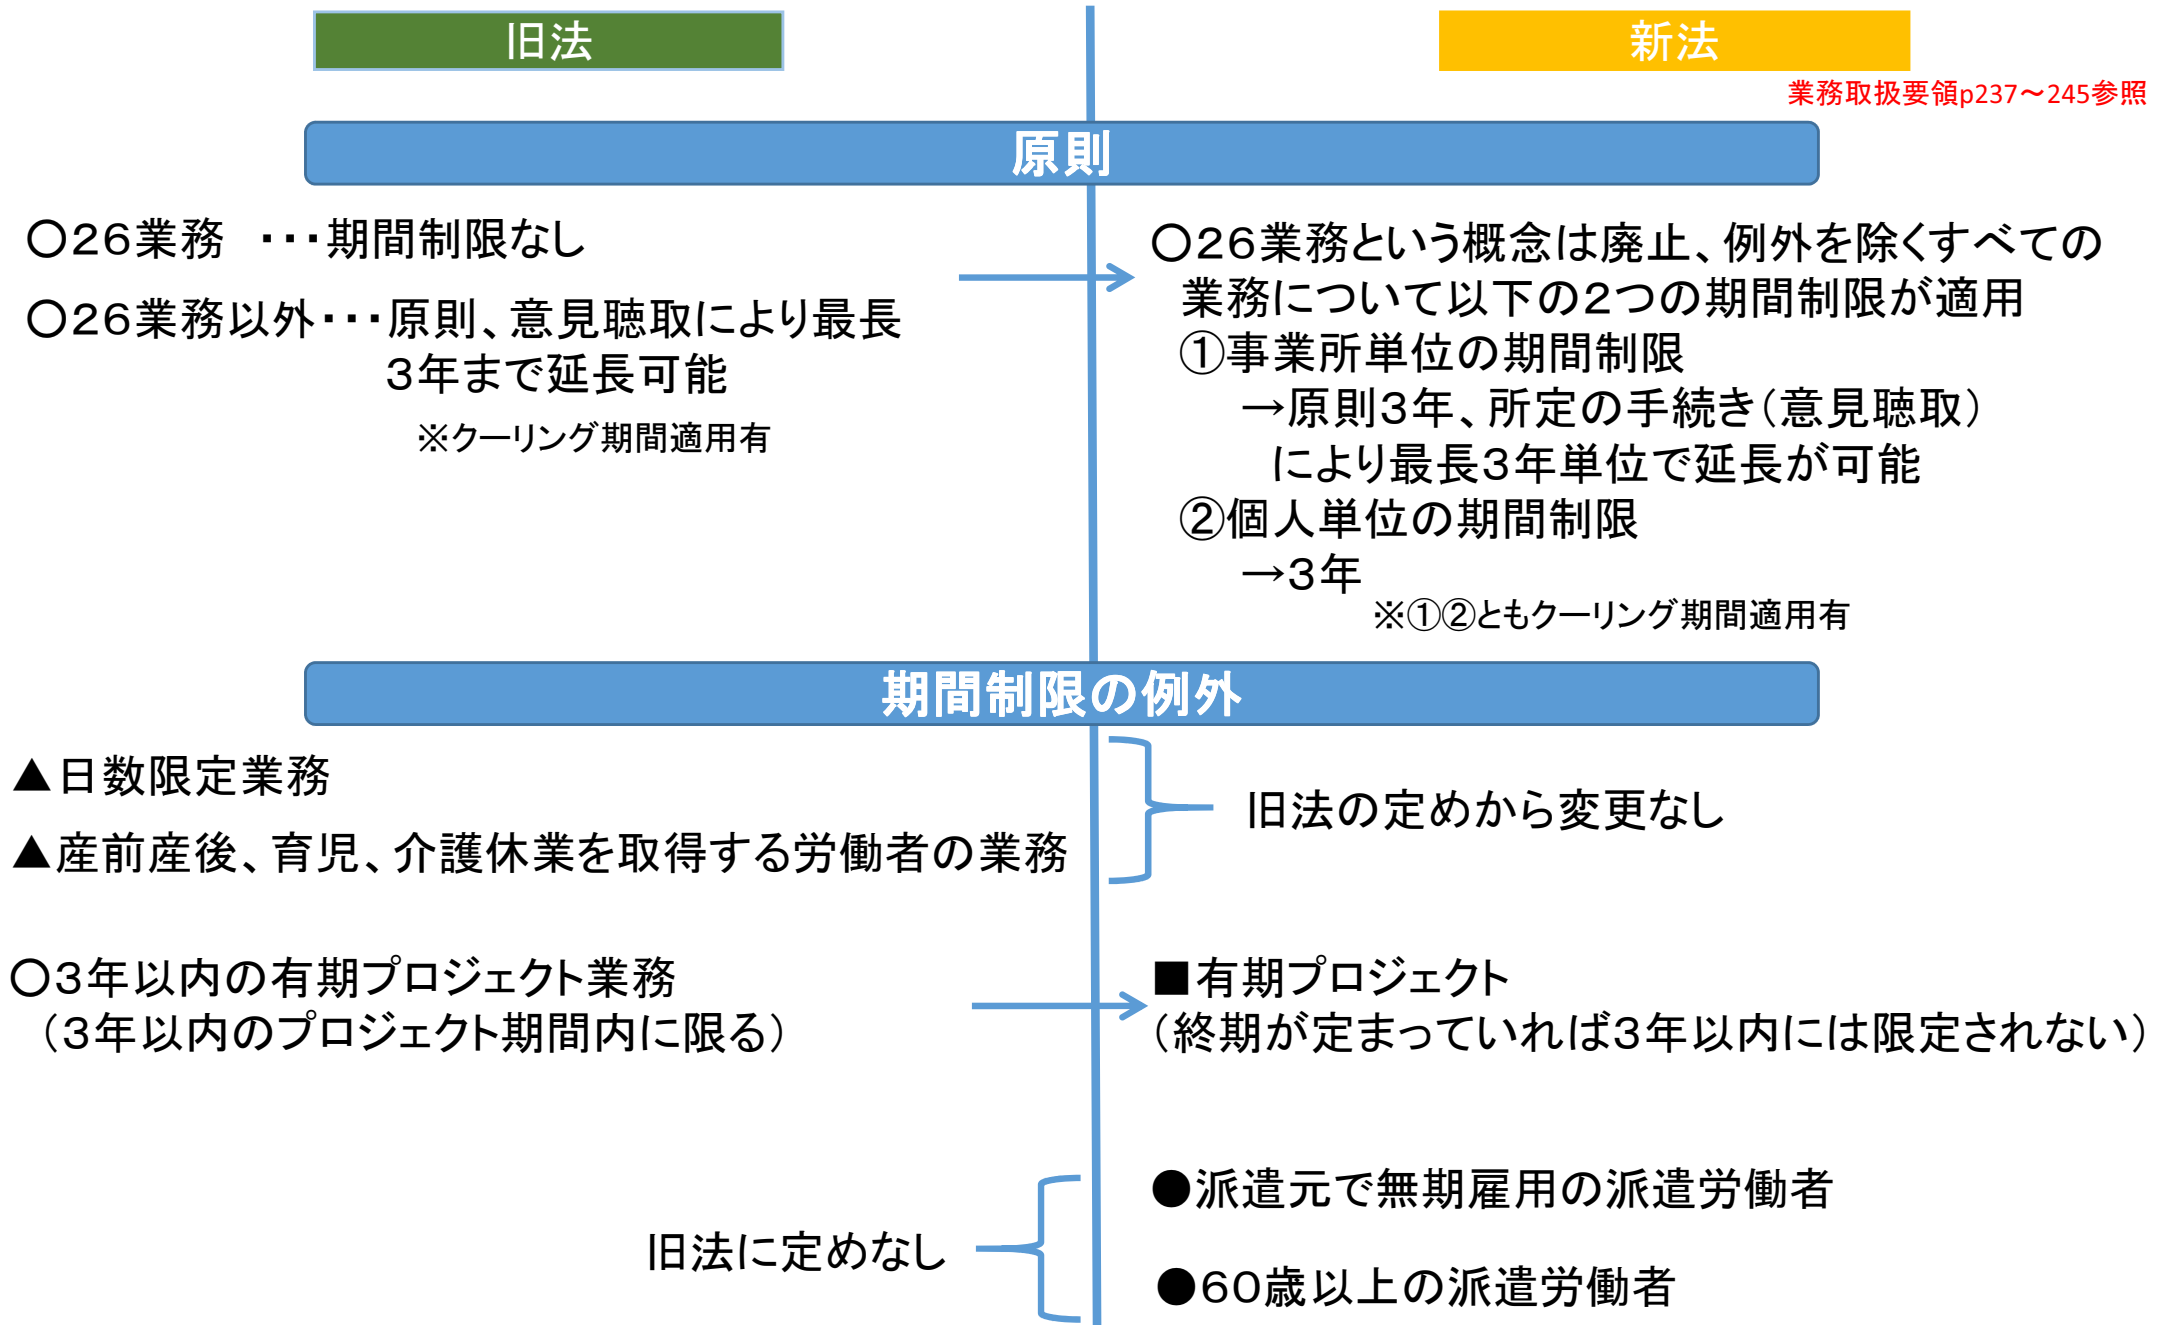 旧法
新法
業務取扱要領p237～245参照
原則
○２６業務　・・・期間制限なし
○２６業務以外・・・原則、意見聴取により最長
３年まで延長可能
※クーリング期間適用有
○２６業務という概念は廃止、例外を除くすべての
業務について以下の２つの期間制限が適用
①事業所単位の期間制限
→原則３年、所定の手続き（意見聴取）
により最長３年単位で延長が可能
②個人単位の期間制限
→３年
※①②ともクーリング期間適用有
期間制限の例外
▲日数限定業務
▲産前産後、育児、介護休業を取得する労働者の業務
旧法の定めから変更なし
○３年以内の有期プロジェクト業務
（３年以内のプロジェクト期間内に限る）
■有期プロジェクト
（終期が定まっていれば３年以内には限定されない）
旧法に定めなし
●派遣元で無期雇用の派遣労働者
●６０歳以上の派遣労働者